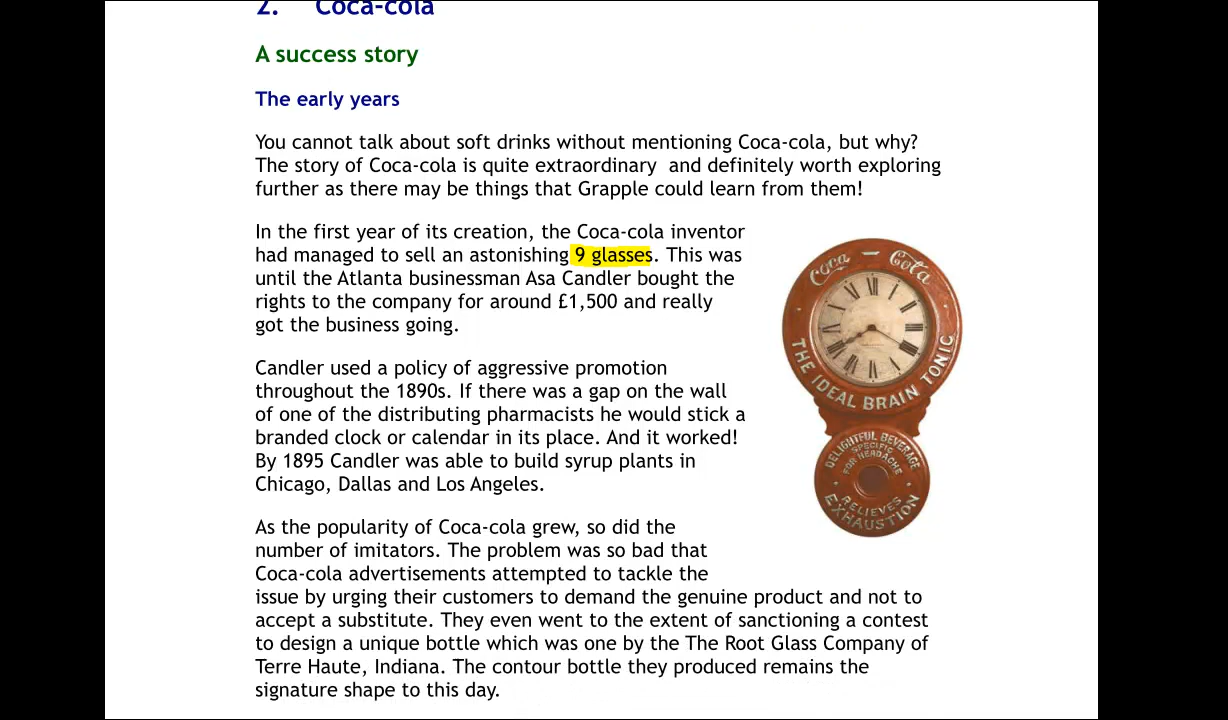 2. Coca-cola
A success story
The early years
You cannot talk about soft drinks without mentioning Coca-cola, but why?
The story of Coca-cola is quite extraordinary  and definitely worth exploring
further as there may be things that Grapple could learn from them!
In the first year of its creation, the Coca-cola inventor
had managed to sell an astonishing 9 glasses. This was
until the Atlanta businessman Asa Candler bought the
rights to the company for around £1,500 and really
got the business going.
Candler used a policy of aggressive promotion
throughout the 1890s. If there was a gap on the wall
of one of the distributing pharmacists he would stick a
branded clock or calendar in its place. And it worked!
By 1895 Candler was able to build syrup plants in
Chicago, Dallas and Los Angeles.
As the popularity of Coca-cola grew, so did the
number of imitators. The problem was so bad that
Coca-cola advertisements attempted to tackle the
issue by urging their customers to demand the genuine product and not to
accept a substitute. They even went to the extent of sanctioning a contest
to design a unique bottle which was one by the The Root Glass Company of
Terre Haute, Indiana. The contour bottle they produced remains the
signature shape to this day.
Coca - Cola
THE IDEAL BRAIN TONIC
DELIGHTFUL BEVERAGE
SPECIFIC
FOR HEADACHE
RELIEVES
EXHAUSTION